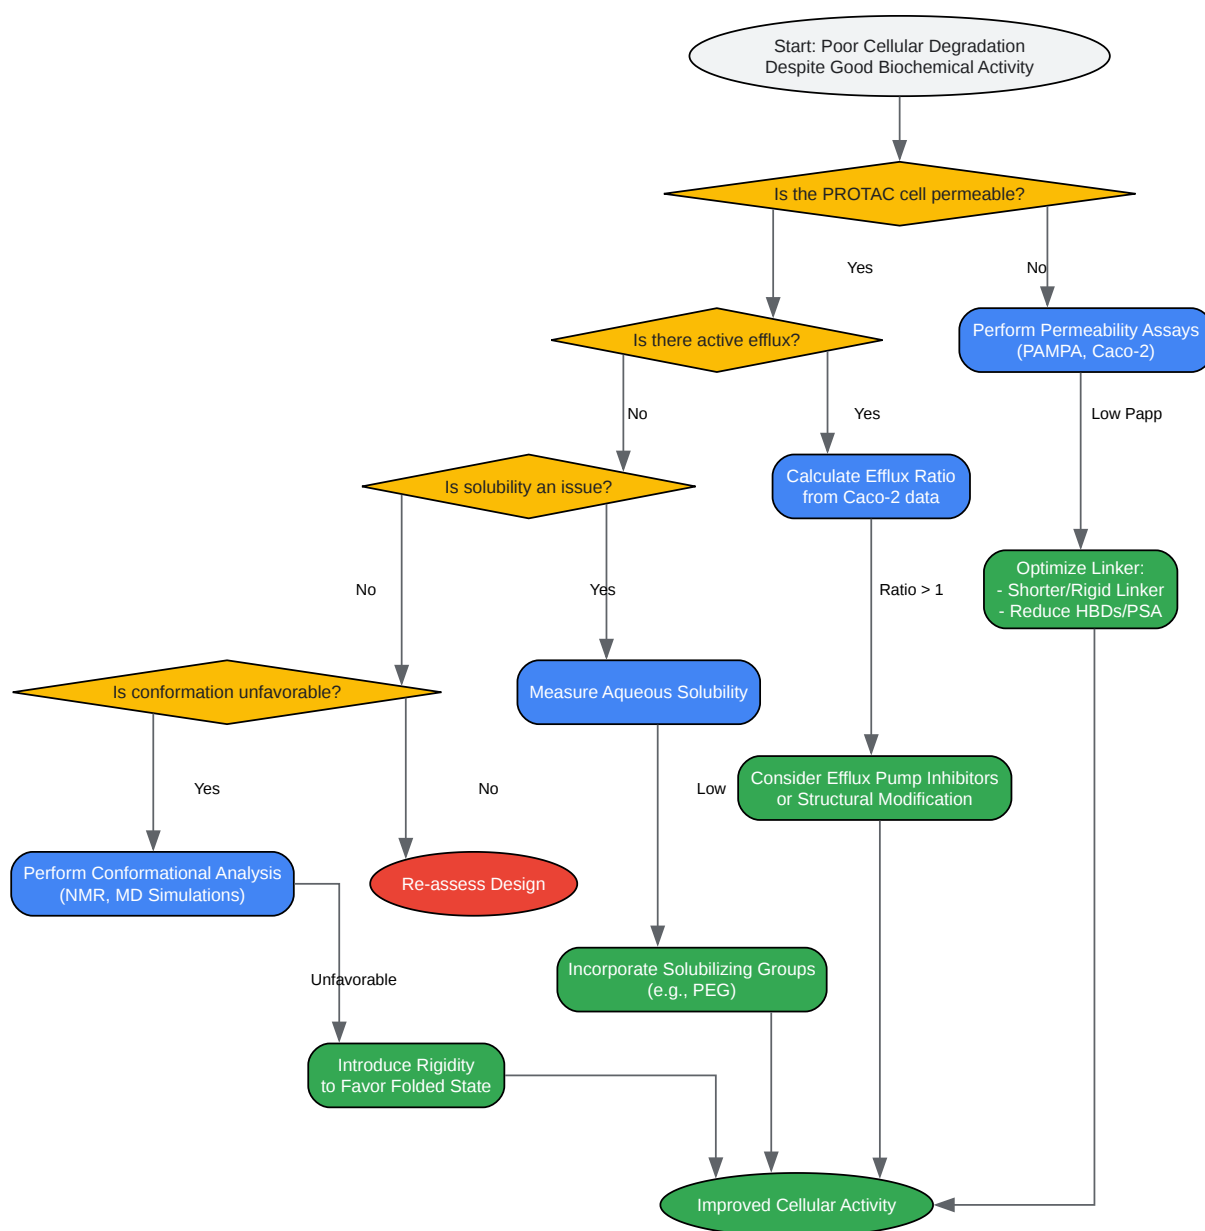 Start: Poor Cellular Degradation
Despite Good Biochemical Activity
Is the PROTAC cell permeable?
Yes
No
Is there active efflux?
Perform Permeability Assays
(PAMPA, Caco-2)
No
Yes
Low Papp
Is solubility an issue?
Calculate Efflux Ratio
from Caco-2 data
No
Yes
Ratio > 1
Optimize Linker:
- Shorter/Rigid Linker
- Reduce HBDs/PSA
Is conformation unfavorable?
Measure Aqueous Solubility
Yes
No
Low
Consider Efflux Pump Inhibitors
or Structural Modification
Perform Conformational Analysis
(NMR, MD Simulations)
Re-assess Design
Unfavorable
Incorporate Solubilizing Groups
(e.g., PEG)
Introduce Rigidity
to Favor Folded State
Improved Cellular Activity